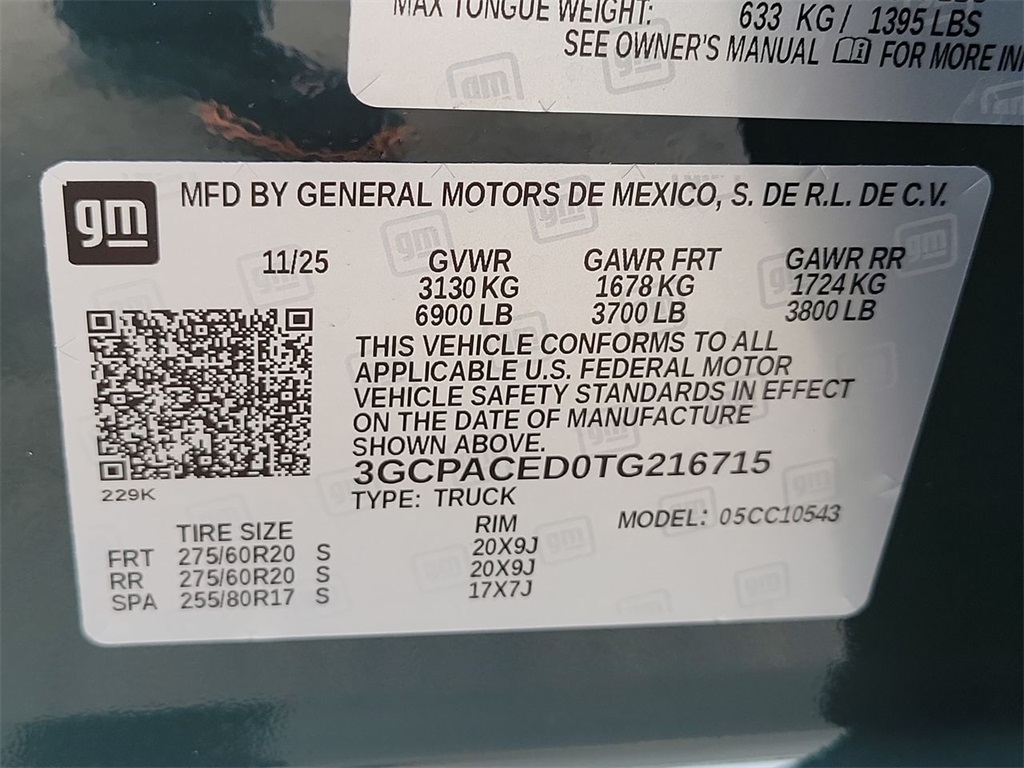 MAX TONGUE WEIGHT: 633 KG/ 1395 LBS
SEE OWNER'S MANUAL FOR MORE
gm
MFD BY GENERAL MOTORS DE MEXICO, S. DE R.L. DE C.V.
11/25 GVWR GAWR FRT GAWR RR
3130 KG 1678 KG 1724 KG
6900 LB 3700 LB 3800 LB
THIS VEHICLE CONFORMS TO ALL
APPLICABLE U.S. FEDERAL MOTOR
VEHICLE SAFETY STANDARDS IN EFFECT
ON THE DATE OF MANUFACTURE
SHOWN ABOVE.
3GCPACED0TG216715
229K
TYPE: TRUCK
TIRE SIZE RIM MODEL: 05CC10543
FRT 275/60R20 S 20X9J
RR 275/60R20 S 20X9J
SPA 255/80R17 S 17X7J